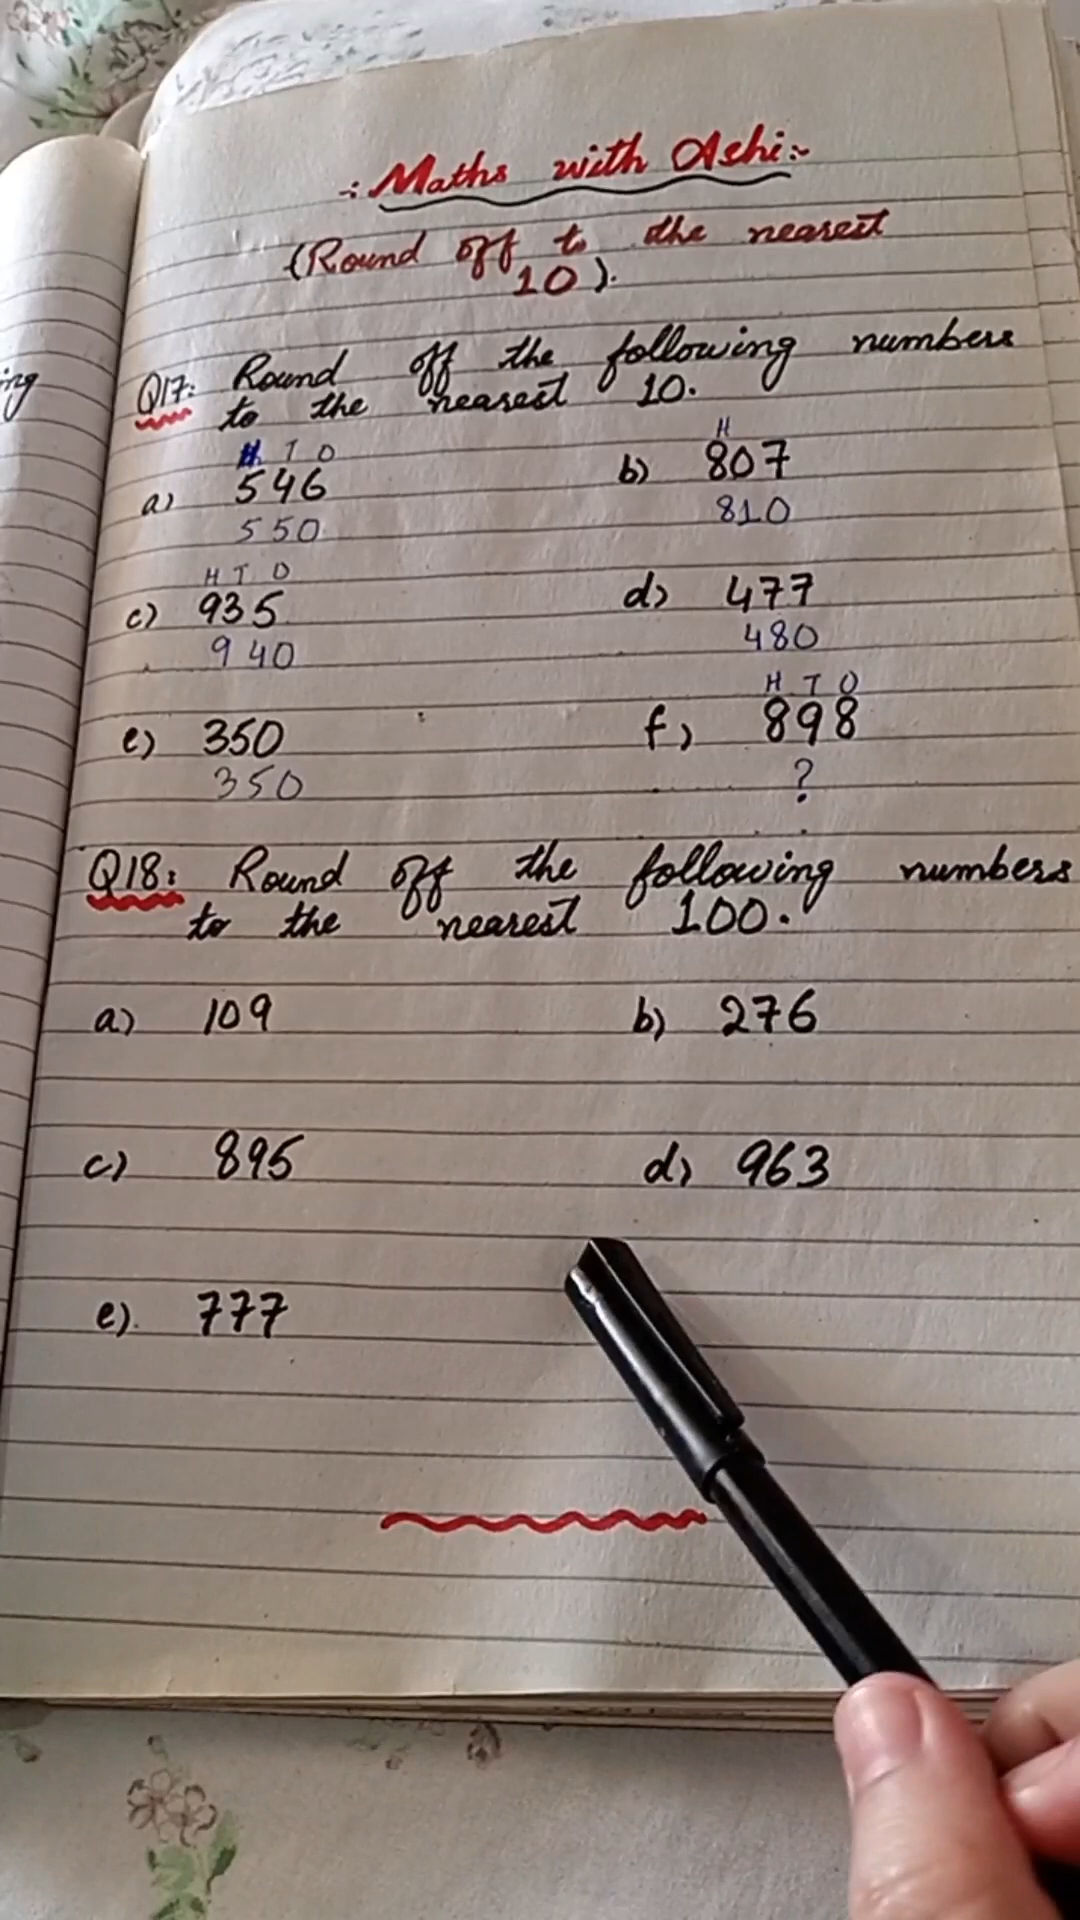 -: Maths with Ashi :-
(Round off to the nearest
10).
Q17: Round off the following numbers
to the nearest 10.
H T O H
a) 546 b) 807
550 810
H T O
c) 935 d) 477
940 480
H T O
e) 350 f) 898
350 ?
Q18: Round off the following numbers
to the nearest 100.
a) 109 b) 276
c) 895 d) 963
e). 777